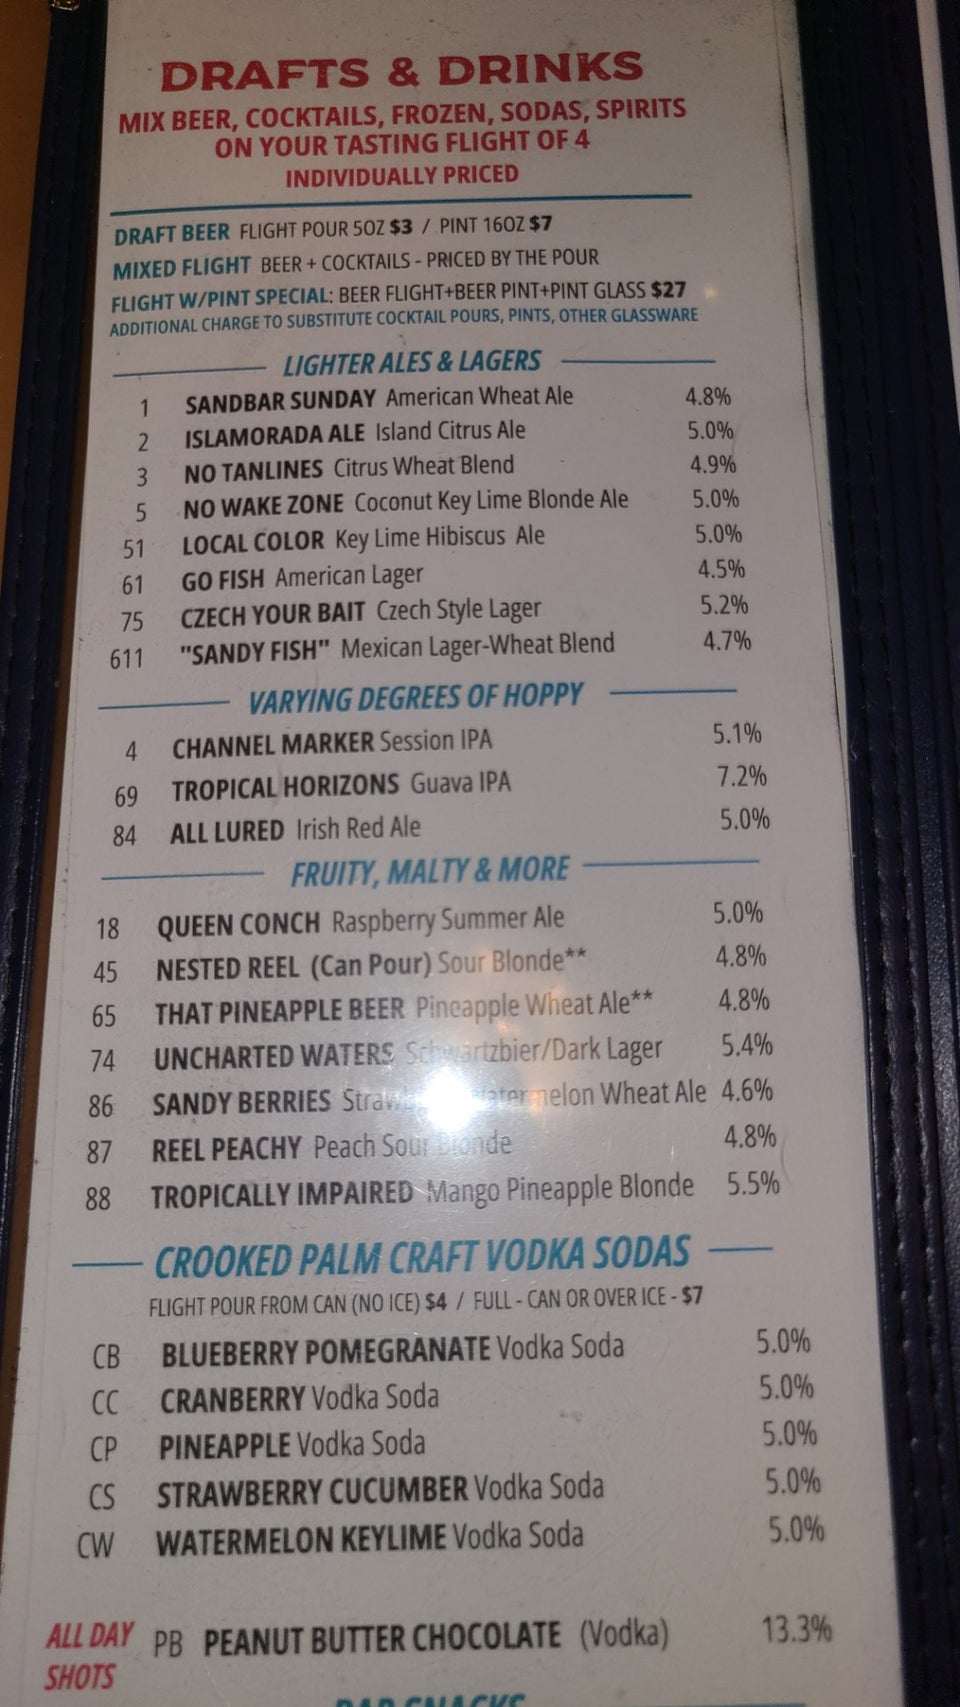 DRAFTS & DRINKS
MIX BEER, COCKTAILS, FROZEN, SODAS, SPIRITS
ON YOUR TASTING FLIGHT OF 4
INDIVIDUALLY PRICED
DRAFT BEER FLIGHT POUR 5OZ $3 / PINT 16OZ $7
MIXED FLIGHT BEER + COCKTAILS - PRICED BY THE POUR
FLIGHT W/PINT SPECIAL: BEER FLIGHT+BEER PINT+PINT GLASS $27
ADDITIONAL CHARGE TO SUBSTITUTE COCKTAIL POURS, PINTS, OTHER GLASSWARE
LIGHTER ALES & LAGERS
1 SANDBAR SUNDAY American Wheat Ale 4.8%
2 ISLAMORADA ALE Island Citrus Ale 5.0%
3 NO TANLINES Citrus Wheat Blend 4.9%
5 NO WAKE ZONE Coconut Key Lime Blonde Ale 5.0%
51 LOCAL COLOR Key Lime Hibiscus Ale 5.0%
61 GO FISH American Lager 4.5%
75 CZECH YOUR BAIT Czech Style Lager 5.2%
611 "SANDY FISH" Mexican Lager-Wheat Blend 4.7%
VARYING DEGREES OF HOPPY
4 CHANNEL MARKER Session IPA 5.1%
69 TROPICAL HORIZONS Guava IPA 7.2%
84 ALL LURED Irish Red Ale 5.0%
FRUITY, MALTY & MORE
18 QUEEN CONCH Raspberry Summer Ale 5.0%
45 NESTED REEL (Can Pour) Sour Blonde** 4.8%
65 THAT PINEAPPLE BEER Pineapple Wheat Ale** 4.8%
74 UNCHARTED WATERS Schwartzbier/Dark Lager 5.4%
86 SANDY BERRIES Wheat Ale 4.6%
87 REEL PEACHY Peach Sour Blonde 4.8%
88 TROPICALLY IMPAIRED Mango Pineapple Blonde 5.5%
CROOKED PALM CRAFT VODKA SODAS
FLIGHT POUR FROM CAN (NO ICE) $4 / FULL - CAN OR OVER ICE - $7
CB BLUEBERRY POMEGRANATE Vodka Soda 5.0%
CC CRANBERRY Vodka Soda 5.0%
CP PINEAPPLE Vodka Soda 5.0%
CS STRAWBERRY CUCUMBER Vodka Soda 5.0%
CW WATERMELON KEYLIME Vodka Soda 5.0%
ALL DAY SHOTS PB PEANUT BUTTER CHOCOLATE (Vodka) 13.3%
BAR SNACKS